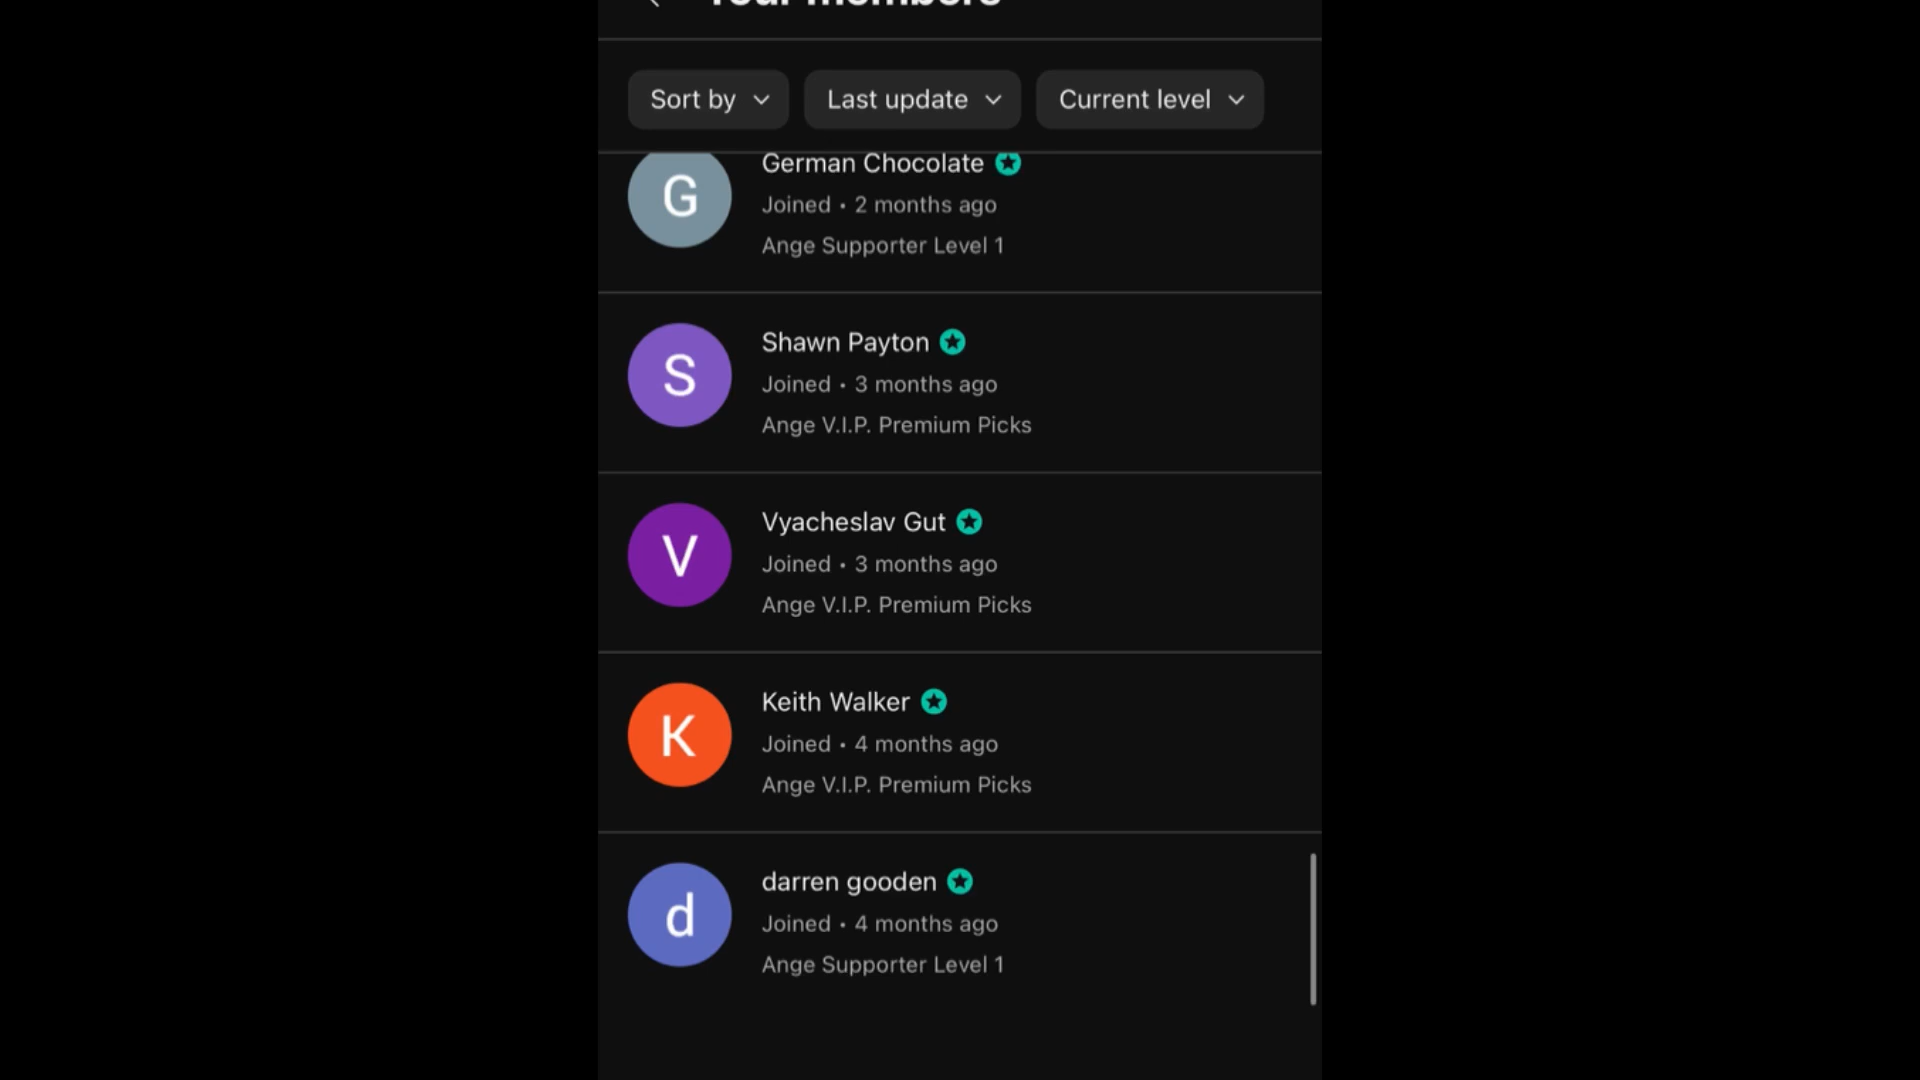 Your members
Sort by
Last update
Current level
G
German Chocolate
Joined • 2 months ago
Ange Supporter Level 1
S
Shawn Payton
Joined • 3 months ago
Ange V.I.P. Premium Picks
V
Vyacheslav Gut
Joined • 3 months ago
Ange V.I.P. Premium Picks
K
Keith Walker
Joined • 4 months ago
Ange V.I.P. Premium Picks
d
darren gooden
Joined • 4 months ago
Ange Supporter Level 1